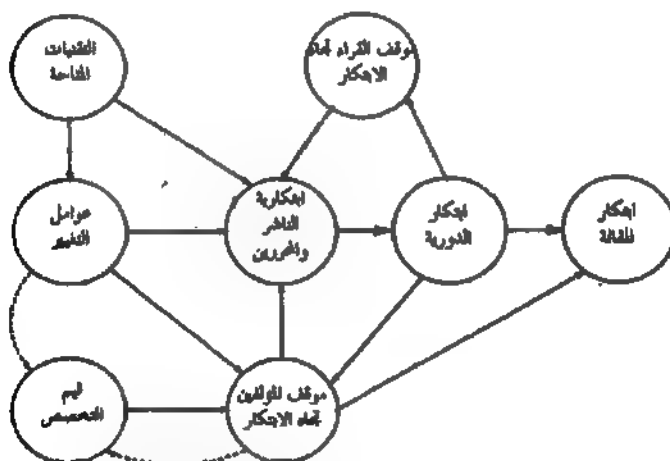 التقنيات
المتاحة
موقف القراء تجاه
الابتكار
عوامل
التغيير
ابتكارية
الناشر
والمحررين
ابتكار
الدورية
ابتكار
المقالة
قيم
التخصص
موقف المؤلفين
تجاه الابتكار